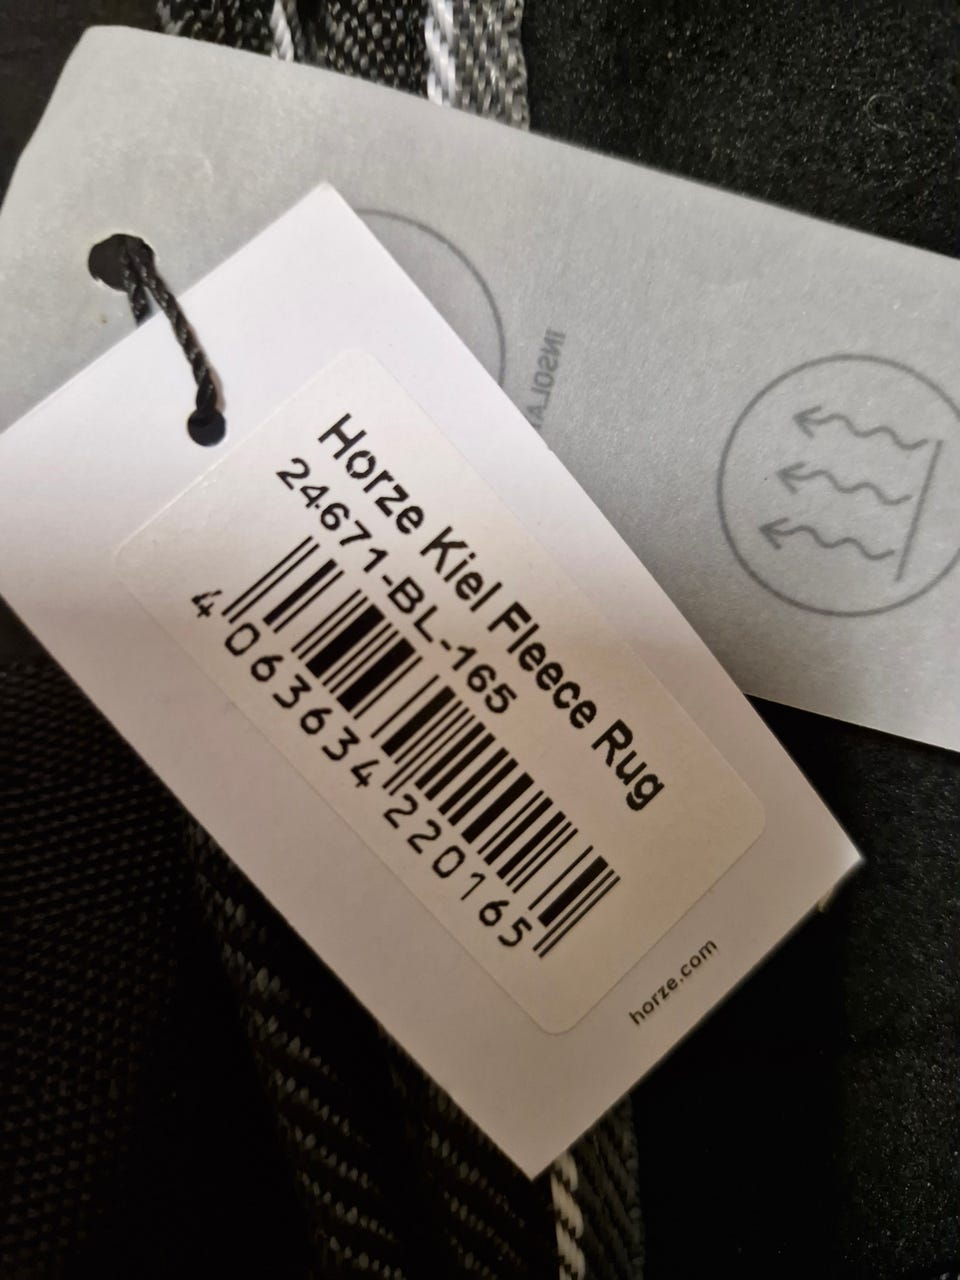 Horze Kiel Fleece Rug
24671-BL-165
4063634220165
horze.com